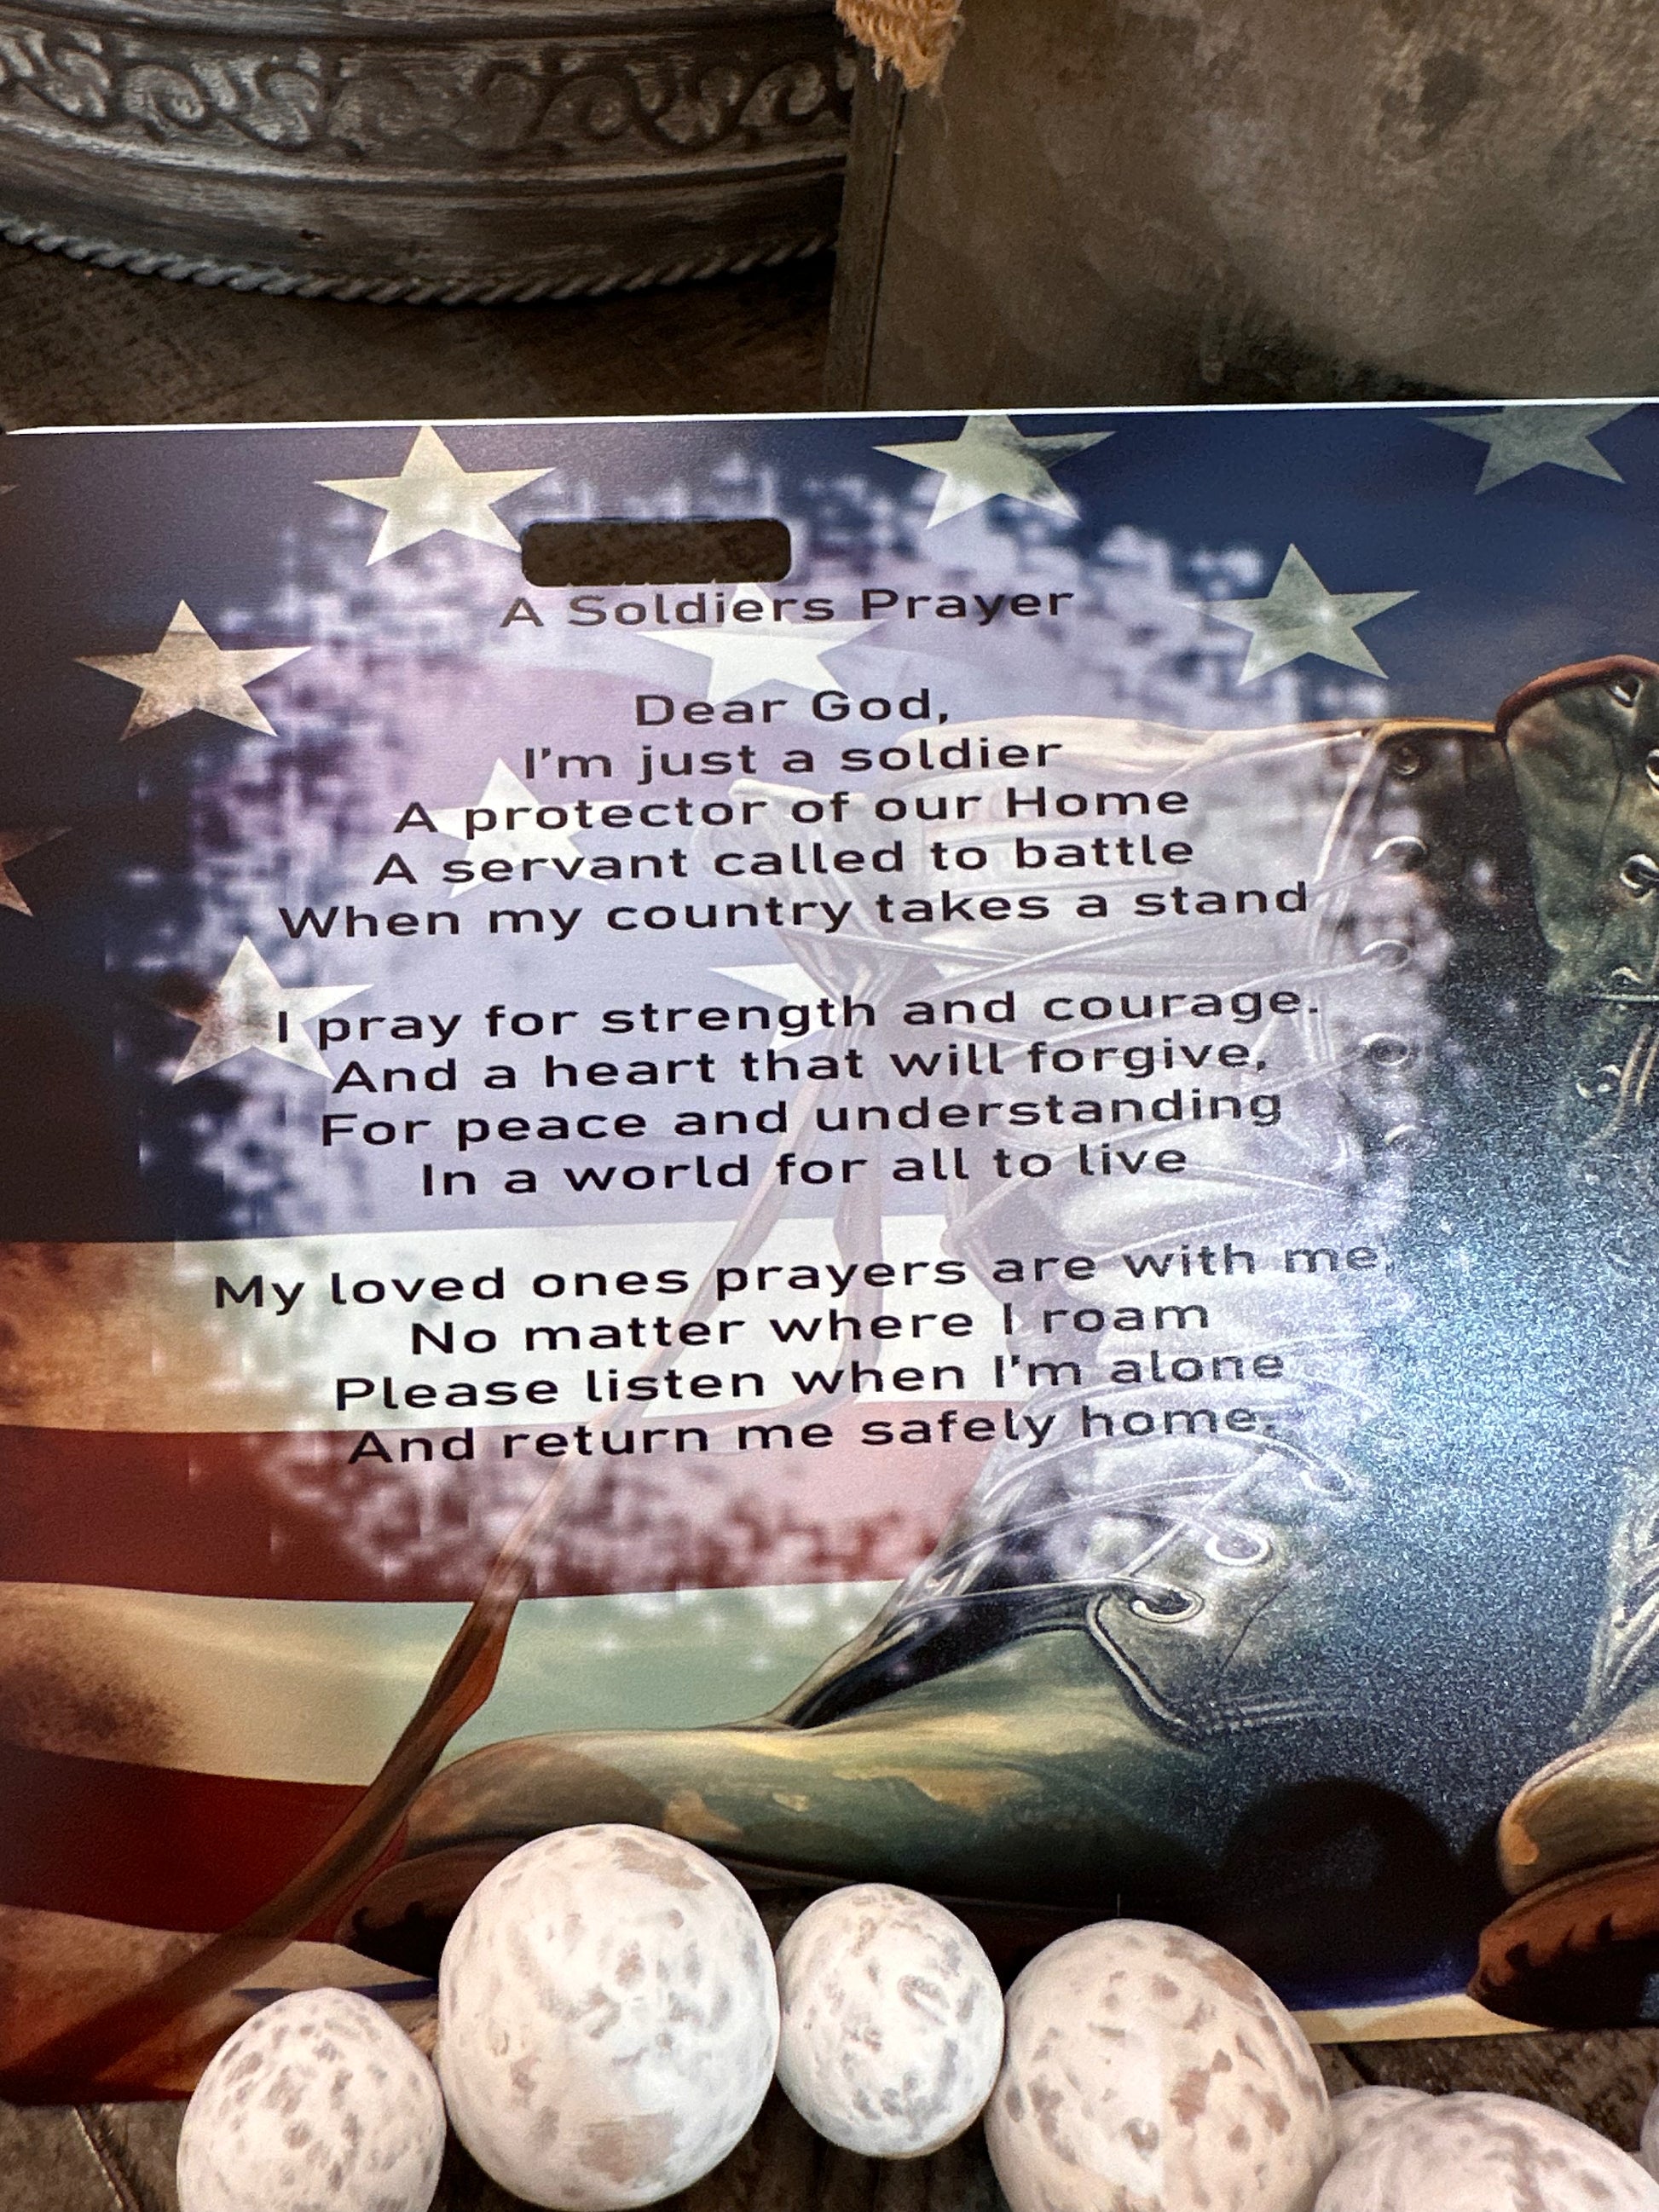 A Soldiers Prayer
Dear God,
I'm just a soldier
A protector of our Home
A servant called to battle
When my country takes a stand
I pray for strength and courage.
And a heart that will forgive,
For peace and understanding
In a world for all to live
My loved ones prayers are with me,
No matter where I roam
Please listen when I'm alone
And return me safely home.